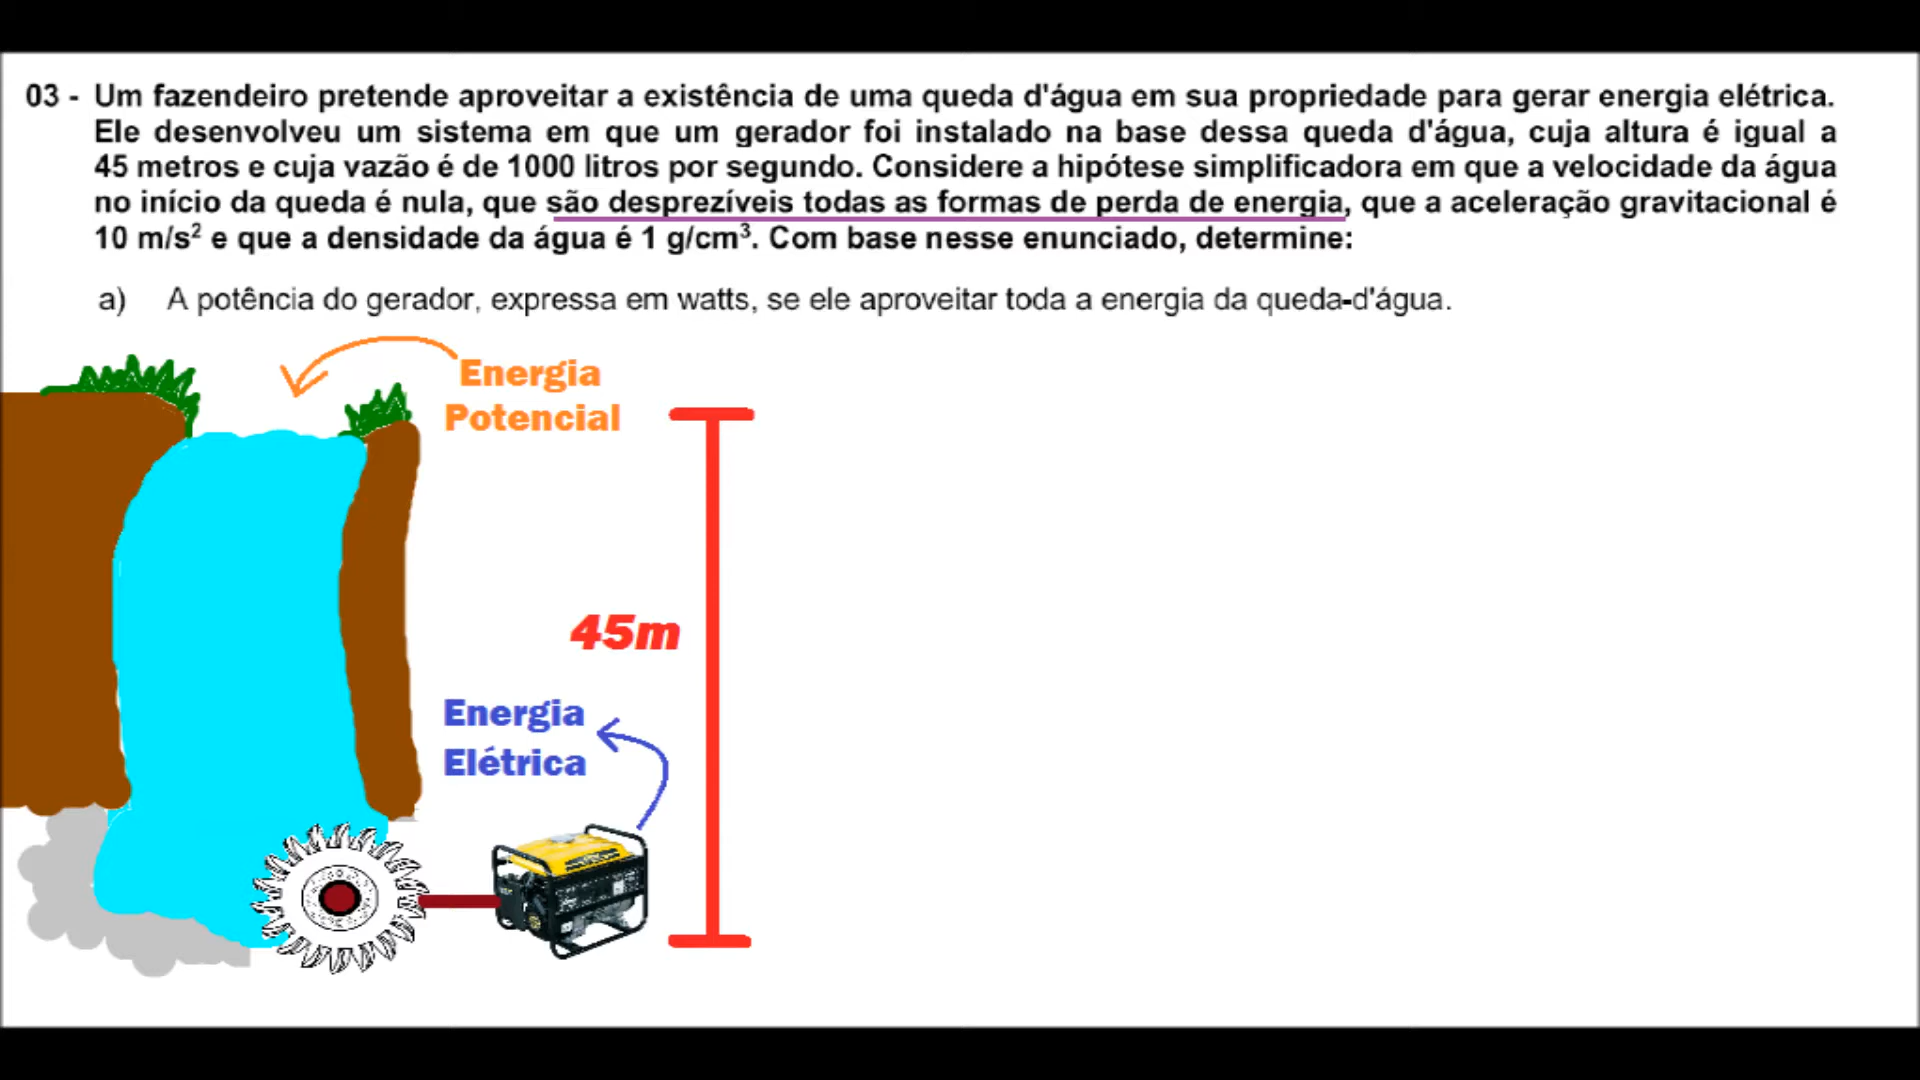 03 - Um fazendeiro pretende aproveitar a existência de uma queda d'água em sua propriedade para gerar energia elétrica.
Ele desenvolveu um sistema em que um gerador foi instalado na base dessa queda d'água, cuja altura é igual a
45 metros e cuja vazão é de 1000 litros por segundo. Considere a hipótese simplificadora em que a velocidade da água
no início da queda é nula, que são desprezíveis todas as formas de perda de energia, que a aceleração gravitacional é
10 m/s² e que a densidade da água é 1 g/cm³. Com base nesse enunciado, determine:
a) A potência do gerador, expressa em watts, se ele aproveitar toda a energia da queda-d'água.
Energia
Potencial
45m
Energia
Elétrica